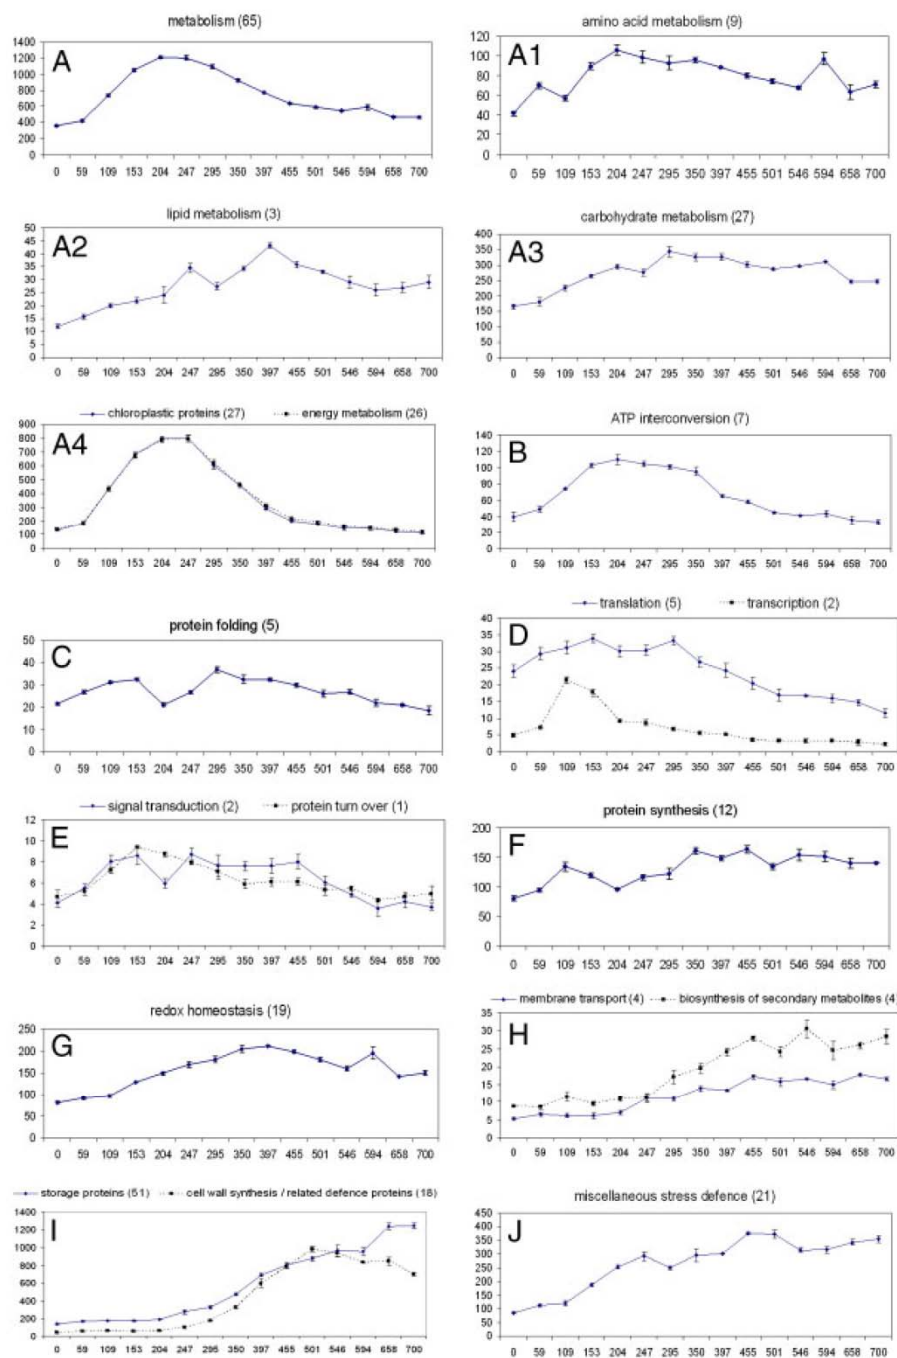 metabolism (65)
A
1400
1200
1000
800
600
400
200
0
0 59 109 153 204 247 295 350 397 455 501 546 594 658 700
amino acid metabolism (9)
A1
120
100
80
60
40
20
0
0 59 109 153 204 247 295 350 397 455 501 546 594 658 700
lipid metabolism (3)
A2
50
45
40
35
30
25
20
15
10
5
0
0 59 109 153 204 247 295 350 397 455 501 546 594 658 700
carbohydrate metabolism (27)
A3
400
350
300
250
200
150
100
50
0
0 59 109 153 204 247 295 350 397 455 501 546 594 658 700
chloroplastic proteins (27) energy metabolism (26)
A4
900
800
700
600
500
400
300
200
100
0
0 59 109 153 204 247 295 350 397 455 501 546 594 658 700
ATP interconversion (7)
B
140
120
100
80
60
40
20
0
0 59 109 153 204 247 295 350 397 455 501 546 594 658 700
protein folding (5)
C
50
40
30
20
10
0
0 59 109 153 204 247 295 350 397 455 501 546 594 658 700
translation (5) transcription (2)
D
40
35
30
25
20
15
10
5
0
0 59 109 153 204 247 295 350 397 455 501 546 594 658 700
signal transduction (2) protein turn over (1)
E
12
10
8
6
4
2
0
0 59 109 153 204 247 295 350 397 455 501 546 594 658 700
protein synthesis (12)
F
200
150
100
50
0
0 59 109 153 204 247 295 350 397 455 501 546 594 658 700
redox homeostasis (19)
G
250
200
150
100
50
0
0 59 109 153 204 247 295 350 397 455 501 546 594 658 700
membrane transport (4) biosynthesis of secondary metabolites (4)
H
35
30
25
20
15
10
5
0
0 59 109 153 204 247 295 350 397 455 501 546 594 658 700
storage proteins (51) cell wall synthesis / related defence proteins (18)
I
1400
1200
1000
800
600
400
200
0
0 59 109 153 204 247 295 350 397 455 501 546 594 658 700
miscellaneous stress defence (21)
J
450
400
350
300
250
200
150
100
50
0
0 59 109 153 204 247 295 350 397 455 501 546 594 658 700